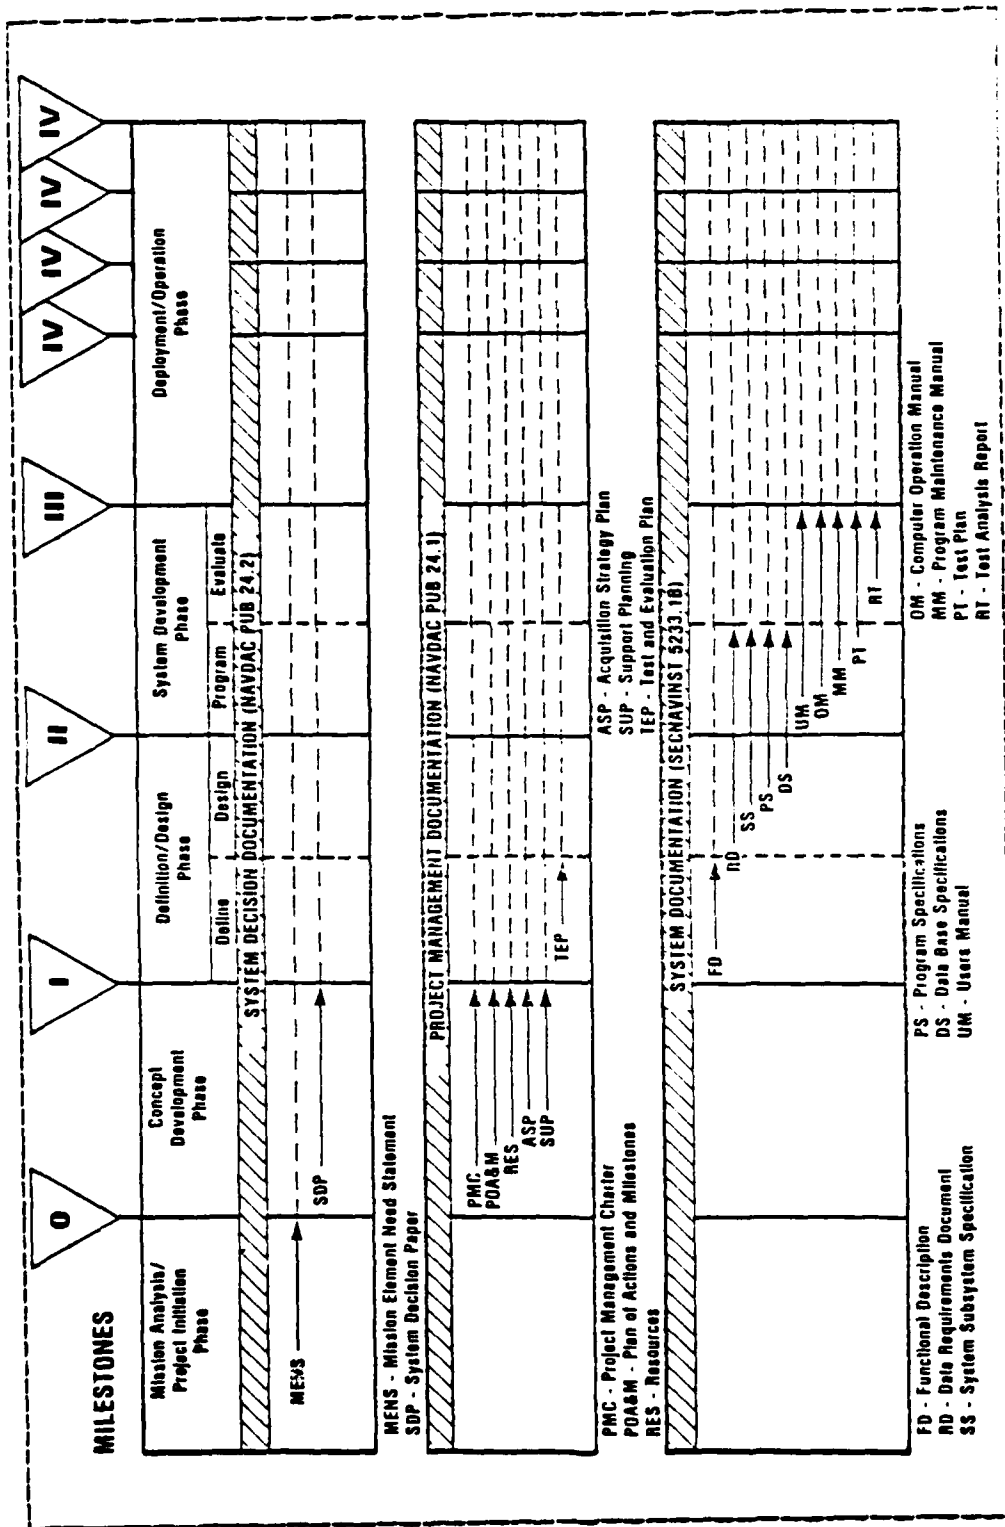 MILESTONES
0
I
II
III
IV
IV
IV
IV
Mission Analysis/
Project Initiation
Phase
Concept
Development
Phase
Definition/Design
Phase
System Development
Phase
Deployment/Operation
Phase
Define
Design
Program
Evaluate
SYSTEM DECISION DOCUMENTATION (NAVDAC PUB 24.2)
MENS
SDP
MENS - Mission Element Need Statement
SDP - System Decision Paper
PROJECT MANAGEMENT DOCUMENTATION (NAVDAC PUB 24.1)
PMC
POA&M
RES
ASP
SUP
TEP
PMC - Project Management Charter
POA&M - Plan of Actions and Milestones
RES - Resources
ASP - Acquisition Strategy Plan
SUP - Support Planning
TEP - Test and Evaluation Plan
SYSTEM DOCUMENTATION (SECNAVINST 5233.1B)
FD
RD
SS
PS
DS
UM
OM
MM
PT
RT
FD - Functional Description
RD - Data Requirements Document
SS - System Subsystem Specification
PS - Program Specifications
DS - Data Base Specifications
UM - Users Manual
OM - Computer Operation Manual
MM - Program Maintenance Manual
PT - Test Plan
RT - Test Analysis Report